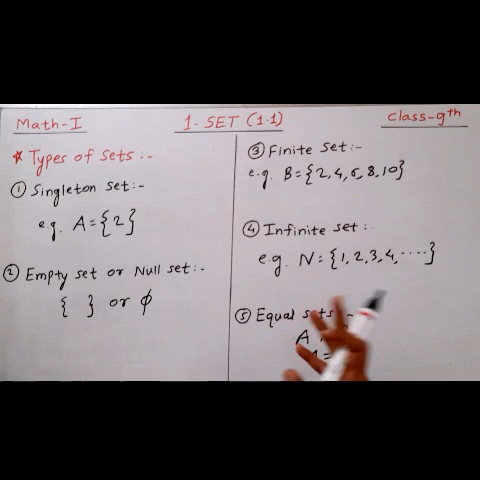 Math-I
1- SET (1.1)
Class-9th
* Types of Sets:-
① Singleton Set:-
e.g. A={2}
② Empty set or Null set:-
{ } or ϕ
③ Finite Set:-
e.g. B={2,4,6,8,10}
④ Infinite set:-
e.g. N={1,2,3,4,....}
⑤ Equal sets:-
A